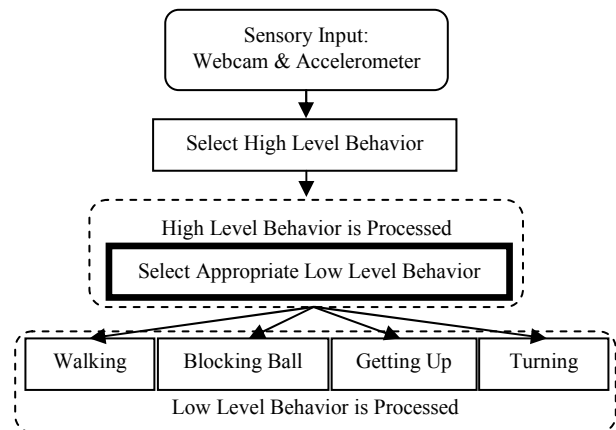 Sensory Input:
Webcam & Accelerometer
Select High Level Behavior
High Level Behavior is Processed
Select Appropriate Low Level Behavior
Walking
Blocking Ball
Getting Up
Turning
Low Level Behavior is Processed